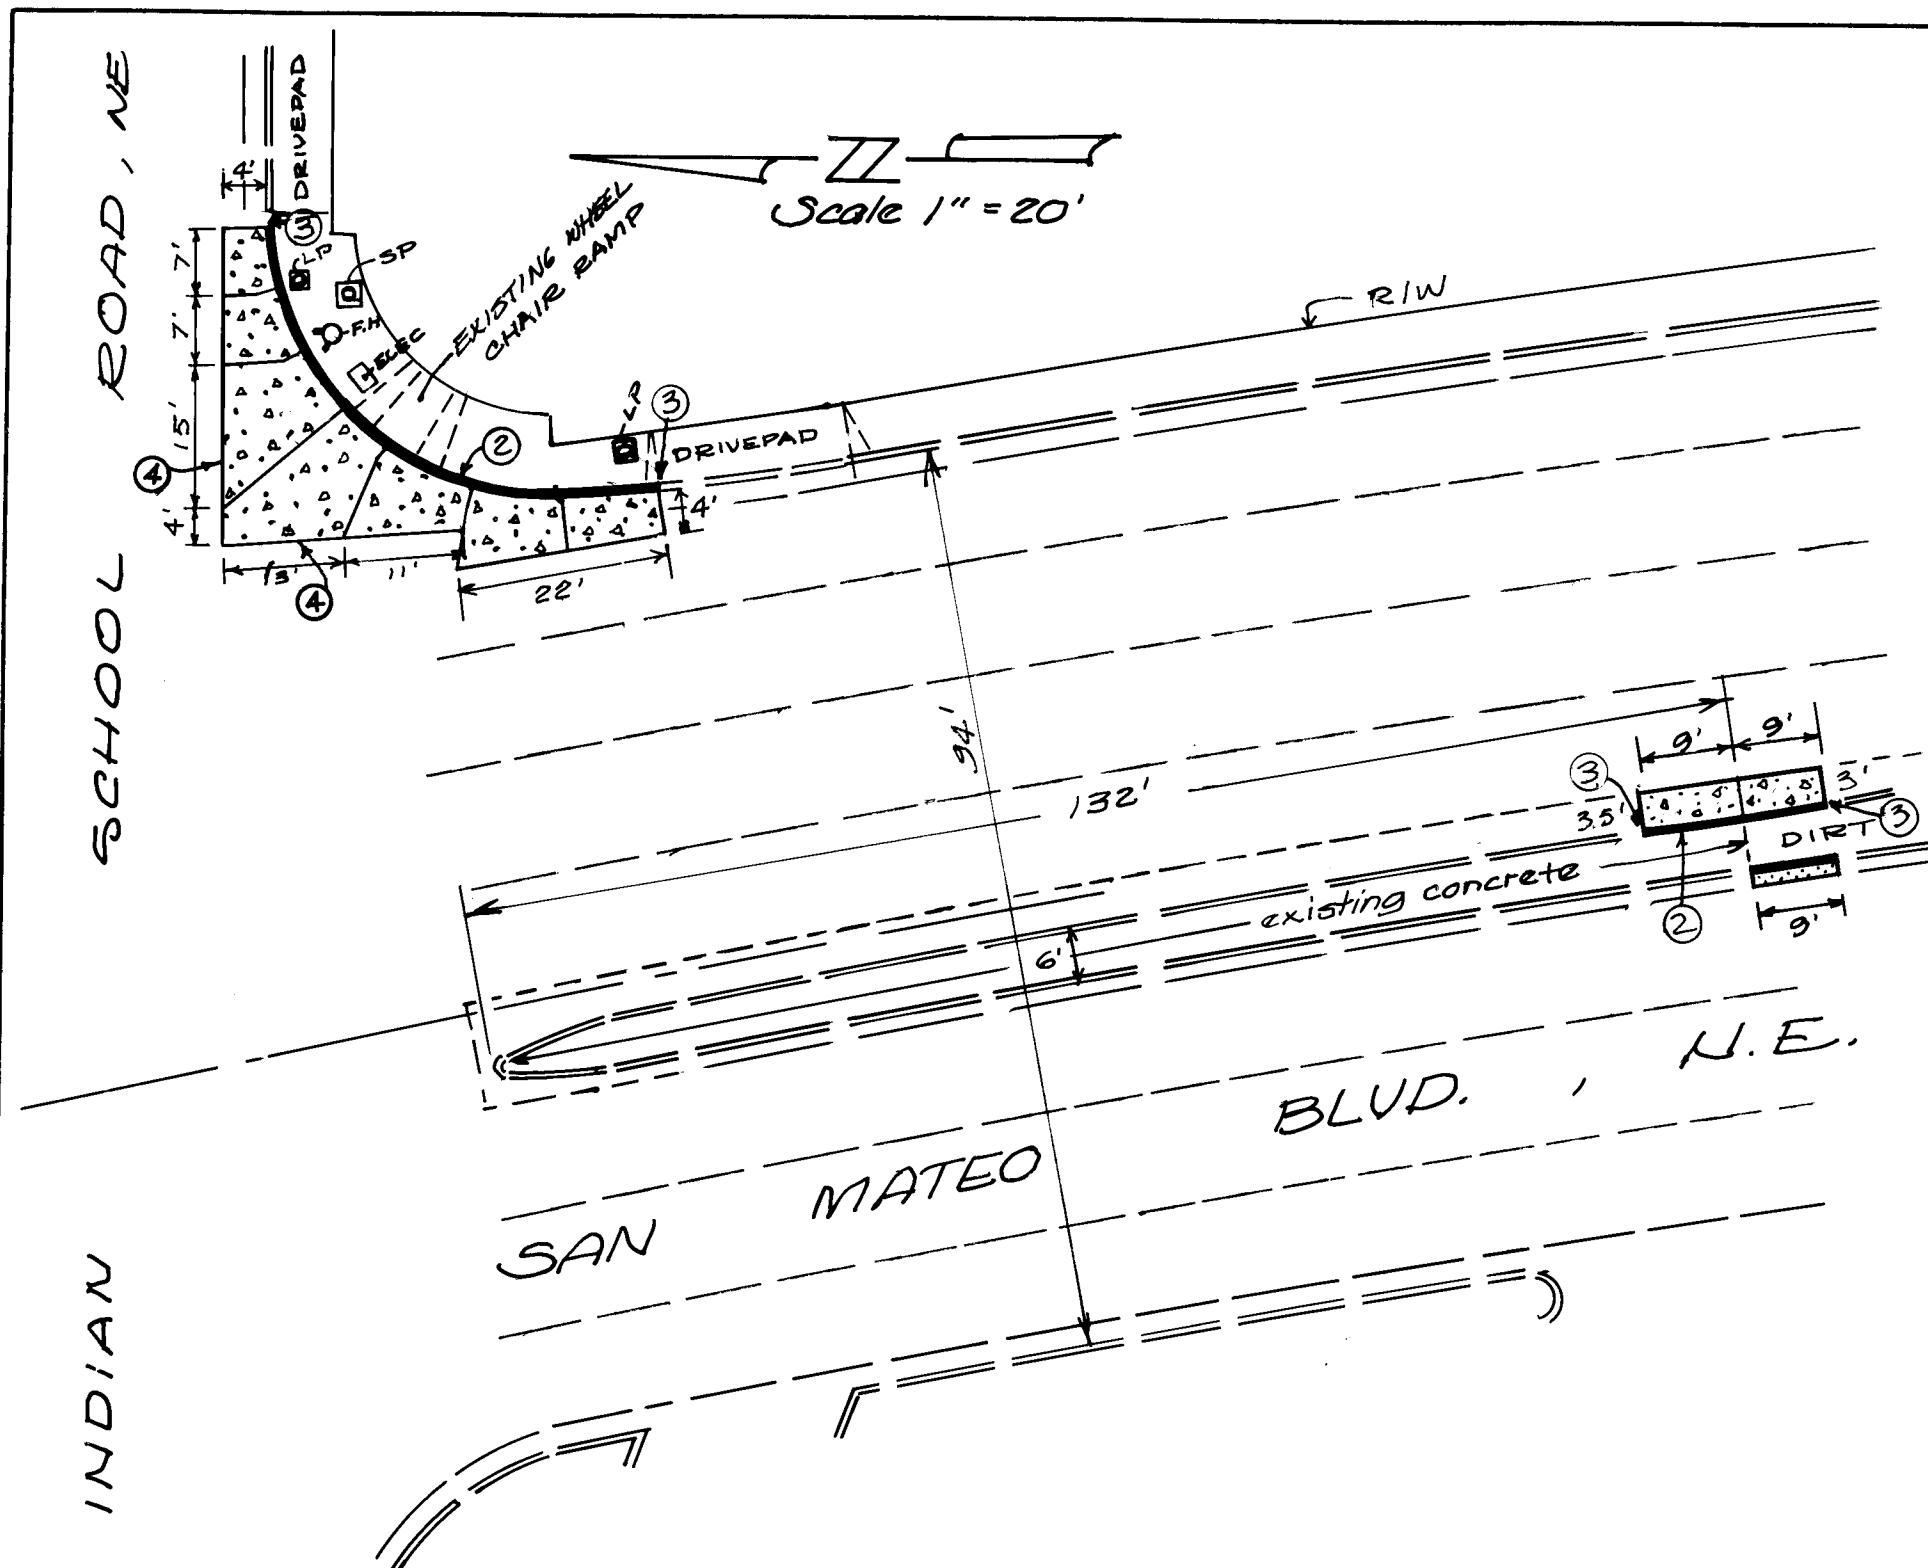 INDIAN SCHOOL ROAD, NE
DRIVEPAD
4'
③
LP
SP
F.H
ELEC
7'
7'
15'
4'
④
13'
④
11'
22'
EXISTING WHEEL
CHAIR RAMP
②
LP
③
DRIVEPAD
4'
Scale 1" = 20'
R/W
94'
132'
6'
existing concrete
9'
9'
③
3.5'
3'
③
DIRT
②
9'
SAN MATEO BLVD. , N.E.